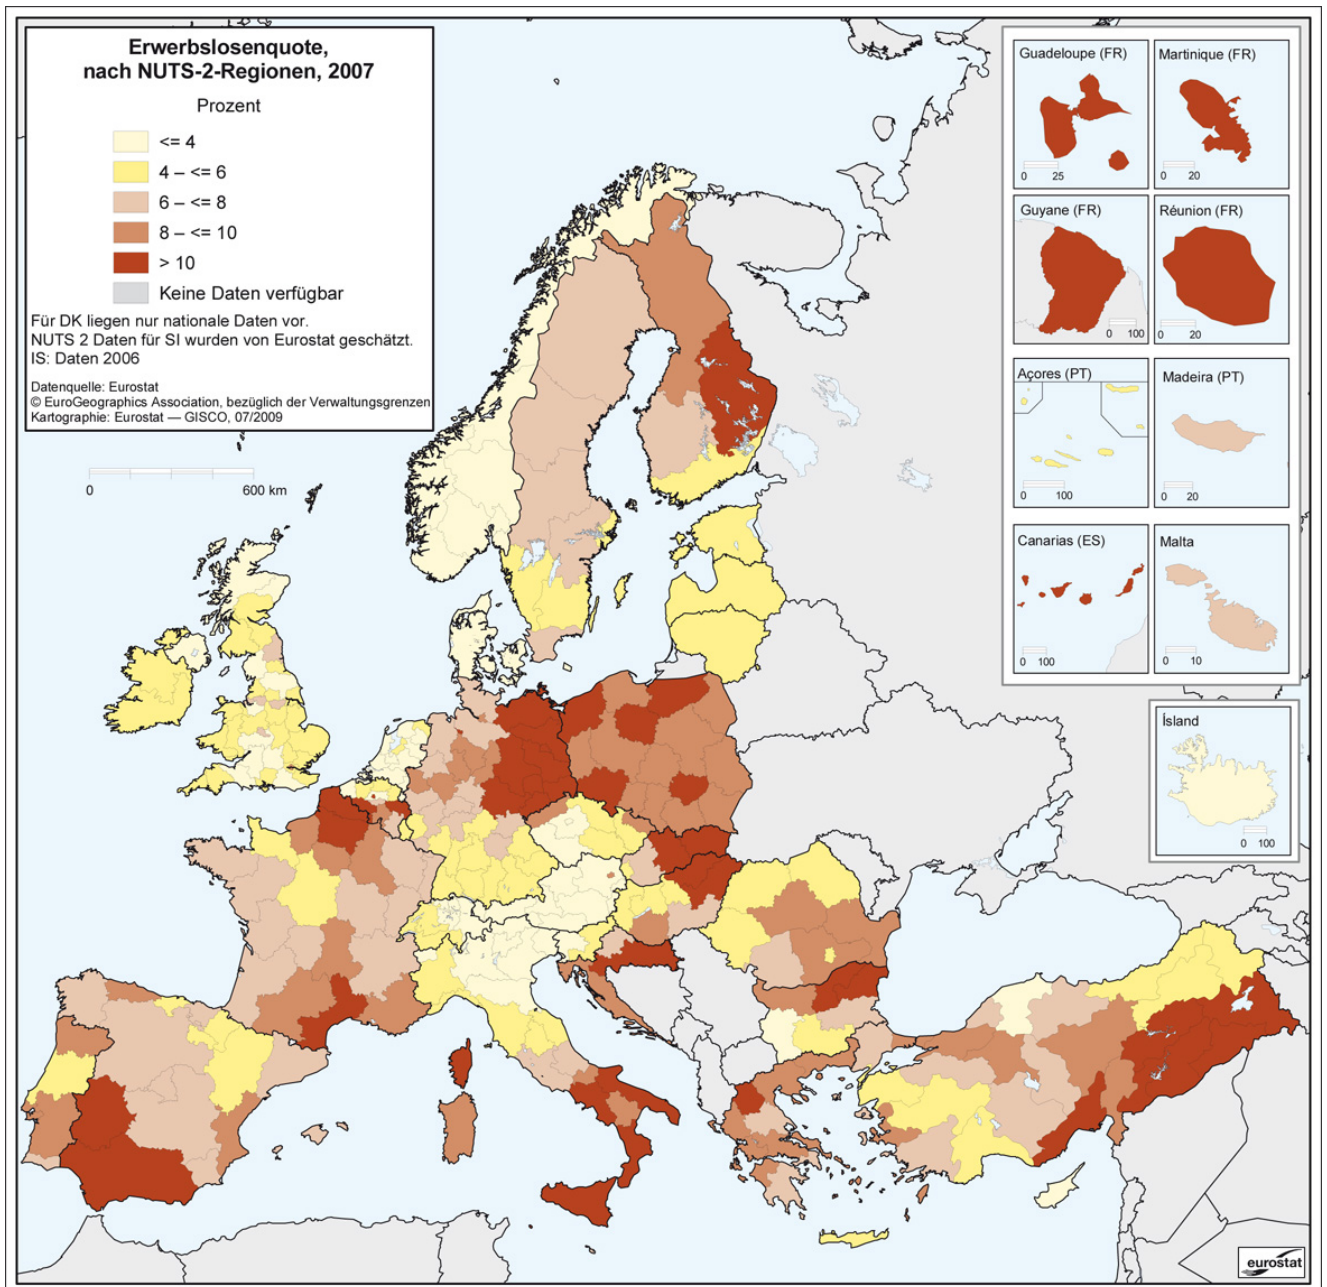 Erwerbslosenquote,
nach NUTS-2-Regionen, 2007
Prozent
<= 4
4 – <= 6
6 – <= 8
8 – <= 10
> 10
Keine Daten verfügbar
Für DK liegen nur nationale Daten vor.
NUTS 2 Daten für SI wurden von Eurostat geschätzt.
IS: Daten 2006
Datenquelle: Eurostat
© EuroGeographics Association, bezüglich der Verwaltungsgrenzen
Kartographie: Eurostat — GISCO, 07/2009
0 600 km
Guadeloupe (FR)
0 25
Martinique (FR)
0 20
Guyane (FR)
0 100
Réunion (FR)
0 20
Açores (PT)
0 100
Madeira (PT)
0 20
Canarias (ES)
0 100
Malta
0 10
Ísland
0 100
eurostat